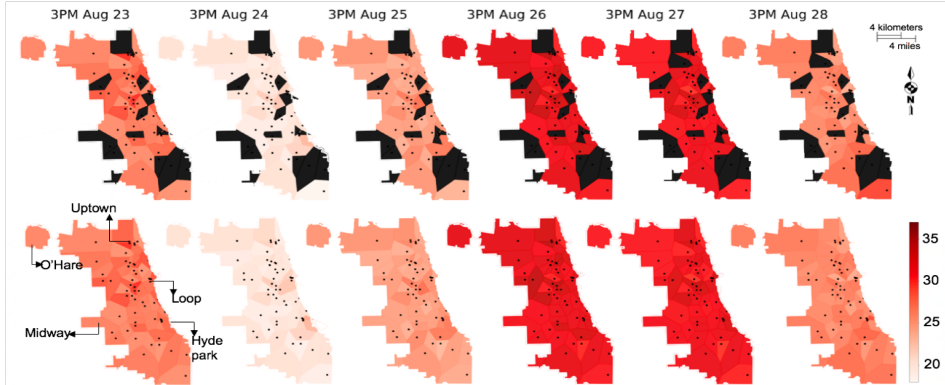 3PM Aug 23
3PM Aug 24
3PM Aug 25
3PM Aug 26
3PM Aug 27
3PM Aug 28
4 kilometers
4 miles
N
Uptown
O'Hare
Loop
Midway
Hyde
park
35
30
25
20